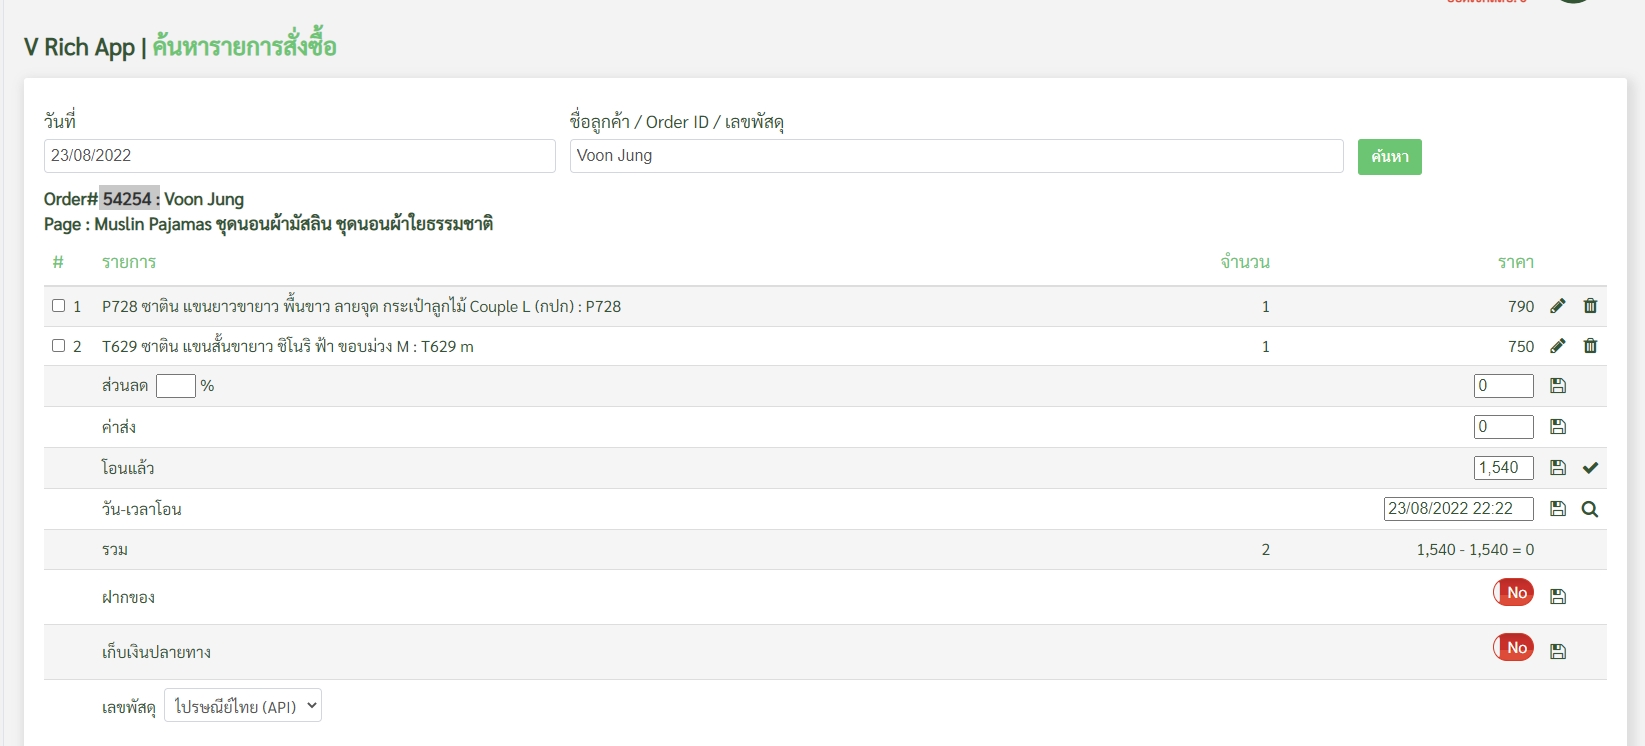 V Rich App | ค้นหารายการสั่งซื้อ
วันที่ ชื่อลูกค้า / Order ID / เลขพัสดุ
23/08/2022 Voon Jung ค้นหา
Order# 54254 : Voon Jung
Page : Muslin Pajamas ชุดนอนผ้ามัสลิน ชุดนอนผ้าใยธรรมชาติ
# รายการ จำนวน ราคา
1 P728 ซาติน แขนยาวขายาว พื้นขาว ลายจุด กระเป๋าลูกไม้ Couple L (กปก) : P728 1 790
2 T629 ซาติน แขนสั้นขายาว ชิโนริ ฟ้า ขอบม่วง M : T629 m 1 750
ส่วนลด % 0
ค่าส่ง 0
โอนแล้ว 1,540
วัน-เวลาโอน 23/08/2022 22:22
รวม 2 1,540 - 1,540 = 0
ฝากของ No
เก็บเงินปลายทาง No
เลขพัสดุ ไปรษณีย์ไทย (API)